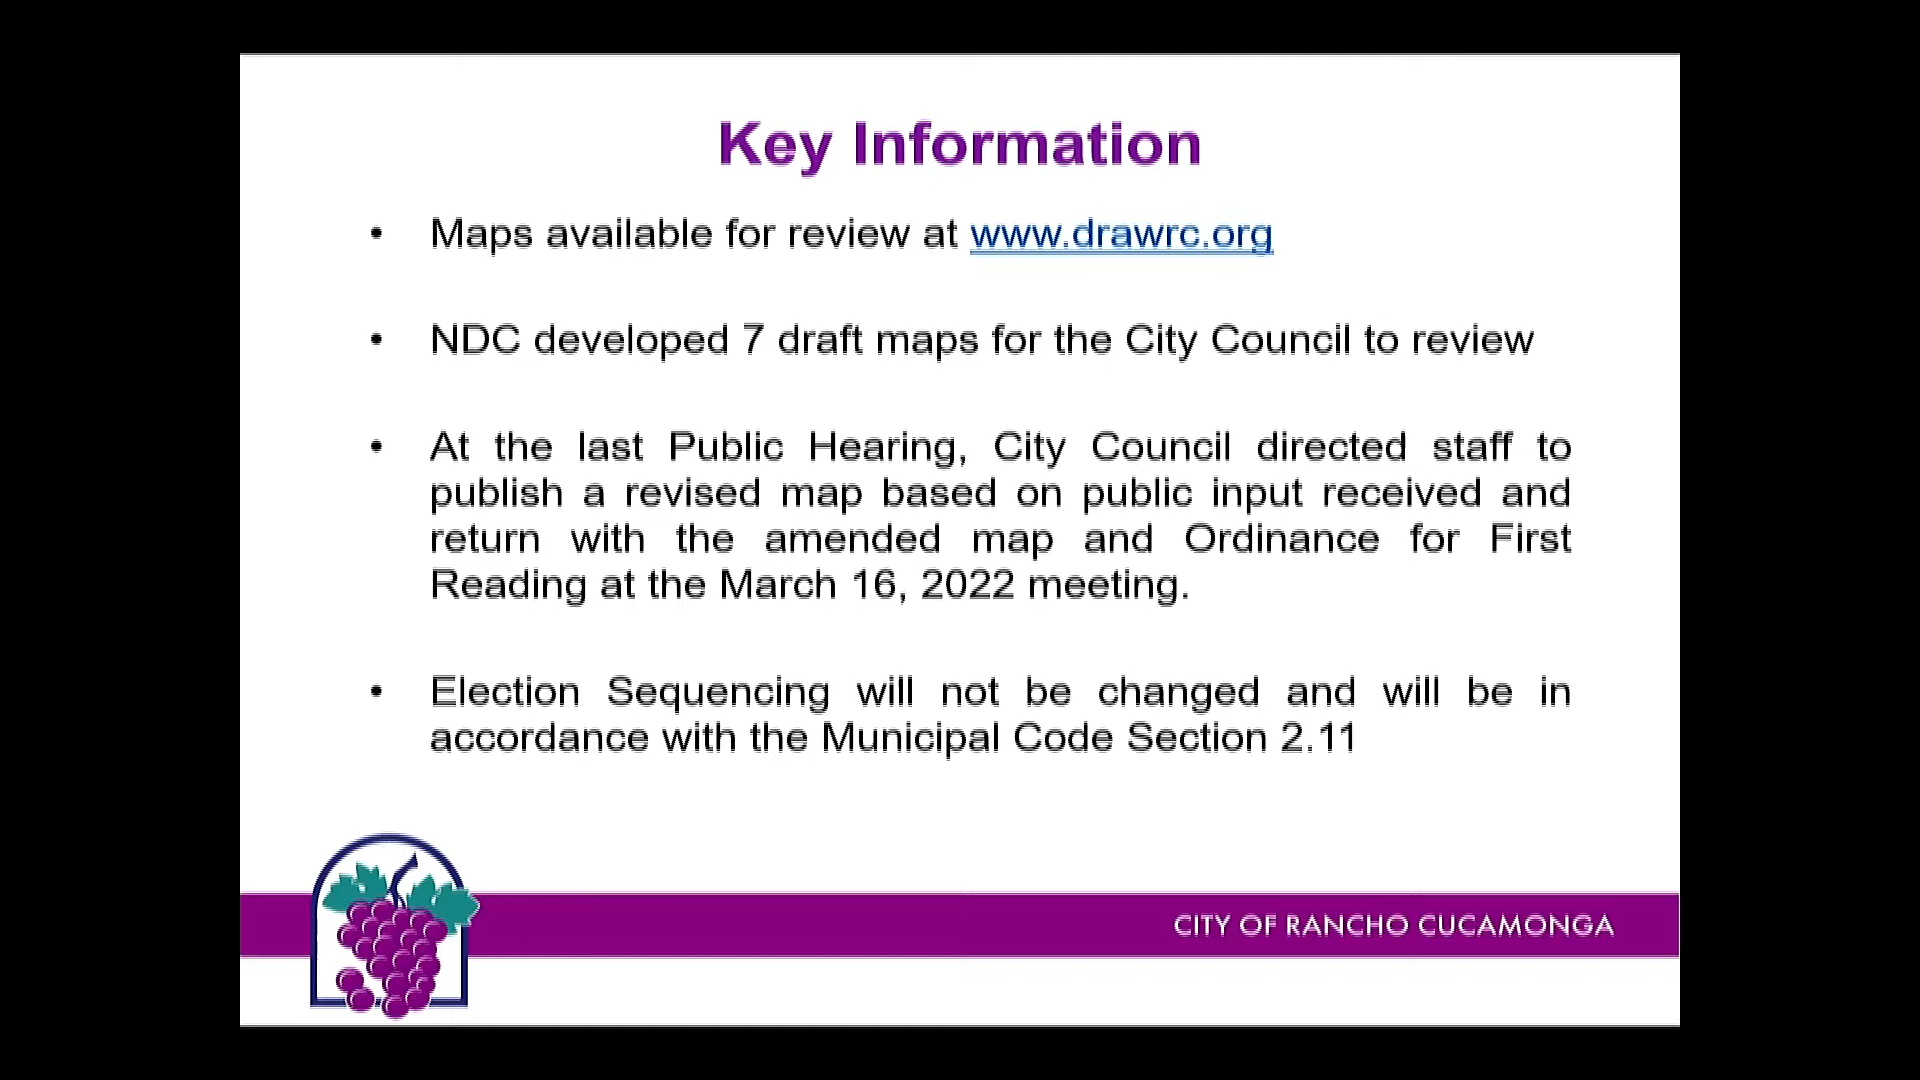 Key Information
• Maps available for review at www.drawrc.org
• NDC developed 7 draft maps for the City Council to review
• At the last Public Hearing, City Council directed staff to
publish a revised map based on public input received and
return with the amended map and Ordinance for First
Reading at the March 16, 2022 meeting.
• Election Sequencing will not be changed and will be in
accordance with the Municipal Code Section 2.11
CITY OF RANCHO CUCAMONGA